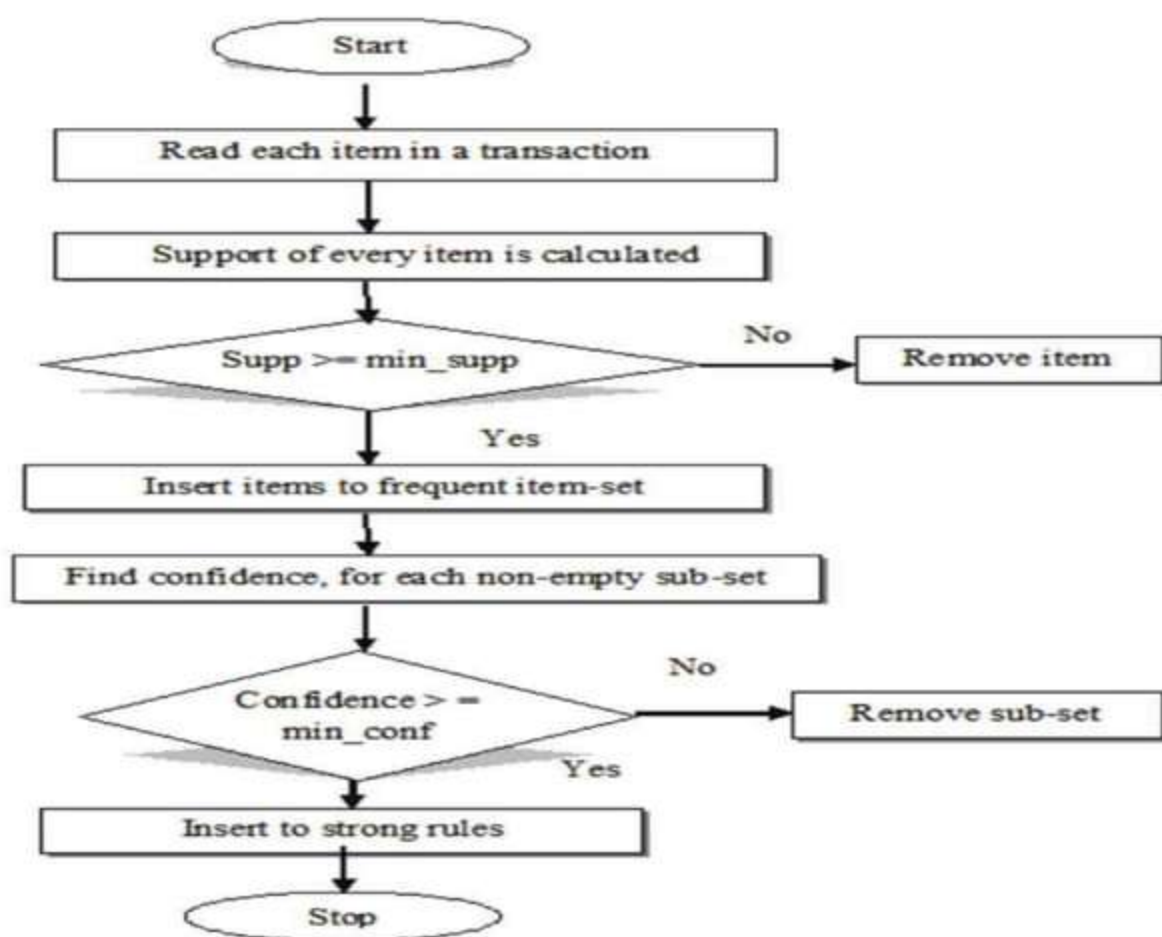 Start
Read each item in a transaction
Support of every item is calculated
Supp >= min_supp
No
Remove item
Yes
Insert items to frequent item-set
Find confidence, for each non-empty sub-set
Confidence > =
min_conf
No
Remove sub-set
Yes
Insert to strong rules
Stop